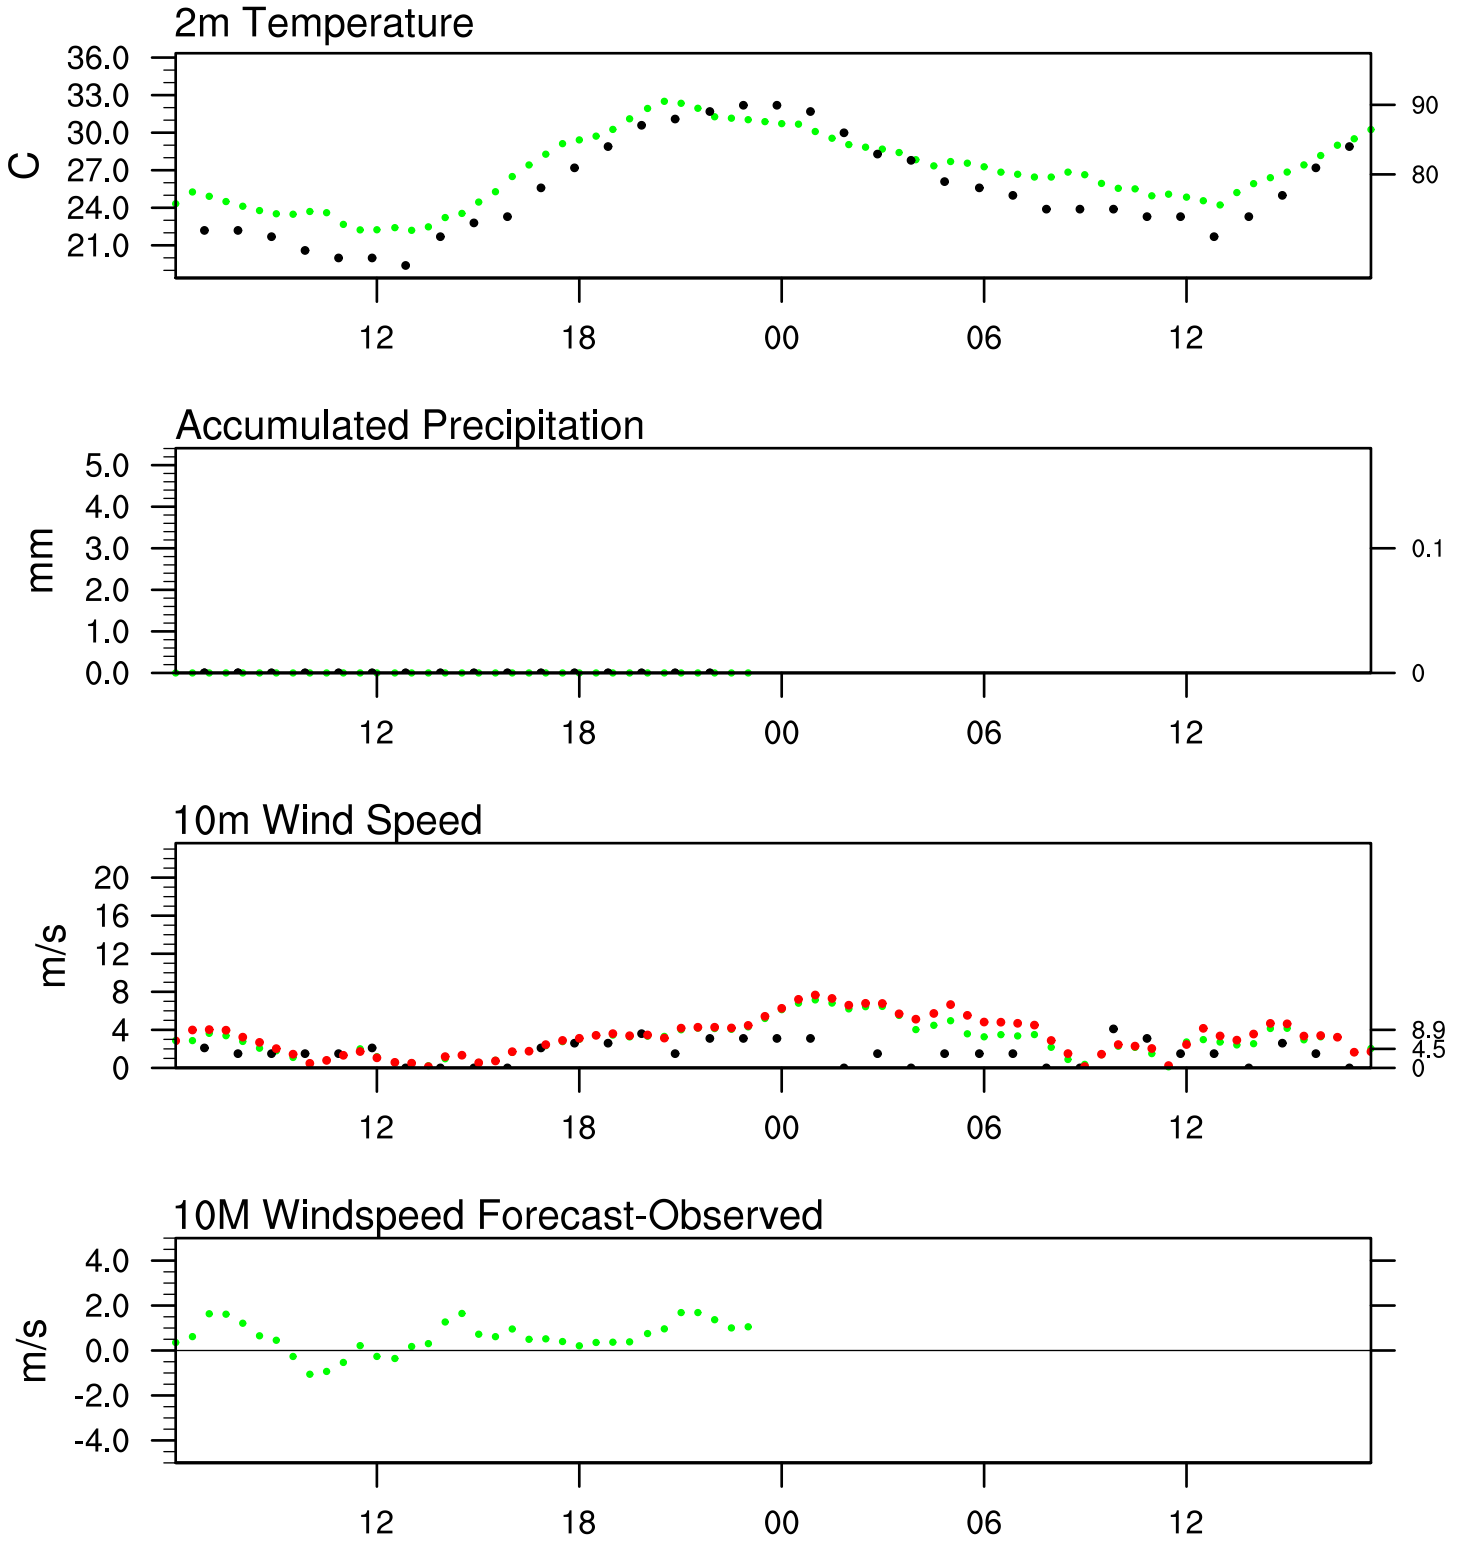 2m Temperature
36.0
33.0
30.0
27.0
24.0
21.0
C
90
80
12 18 00 06 12
Accumulated Precipitation
5.0
4.0
3.0
2.0
1.0
0.0
mm
0.1
0
12 18 00 06 12
10m Wind Speed
20
16
12
8
4
0
m/s
8.9
4.5
0
12 18 00 06 12
10M Windspeed Forecast-Observed
4.0
2.0
0.0
-2.0
-4.0
m/s
12 18 00 06 12